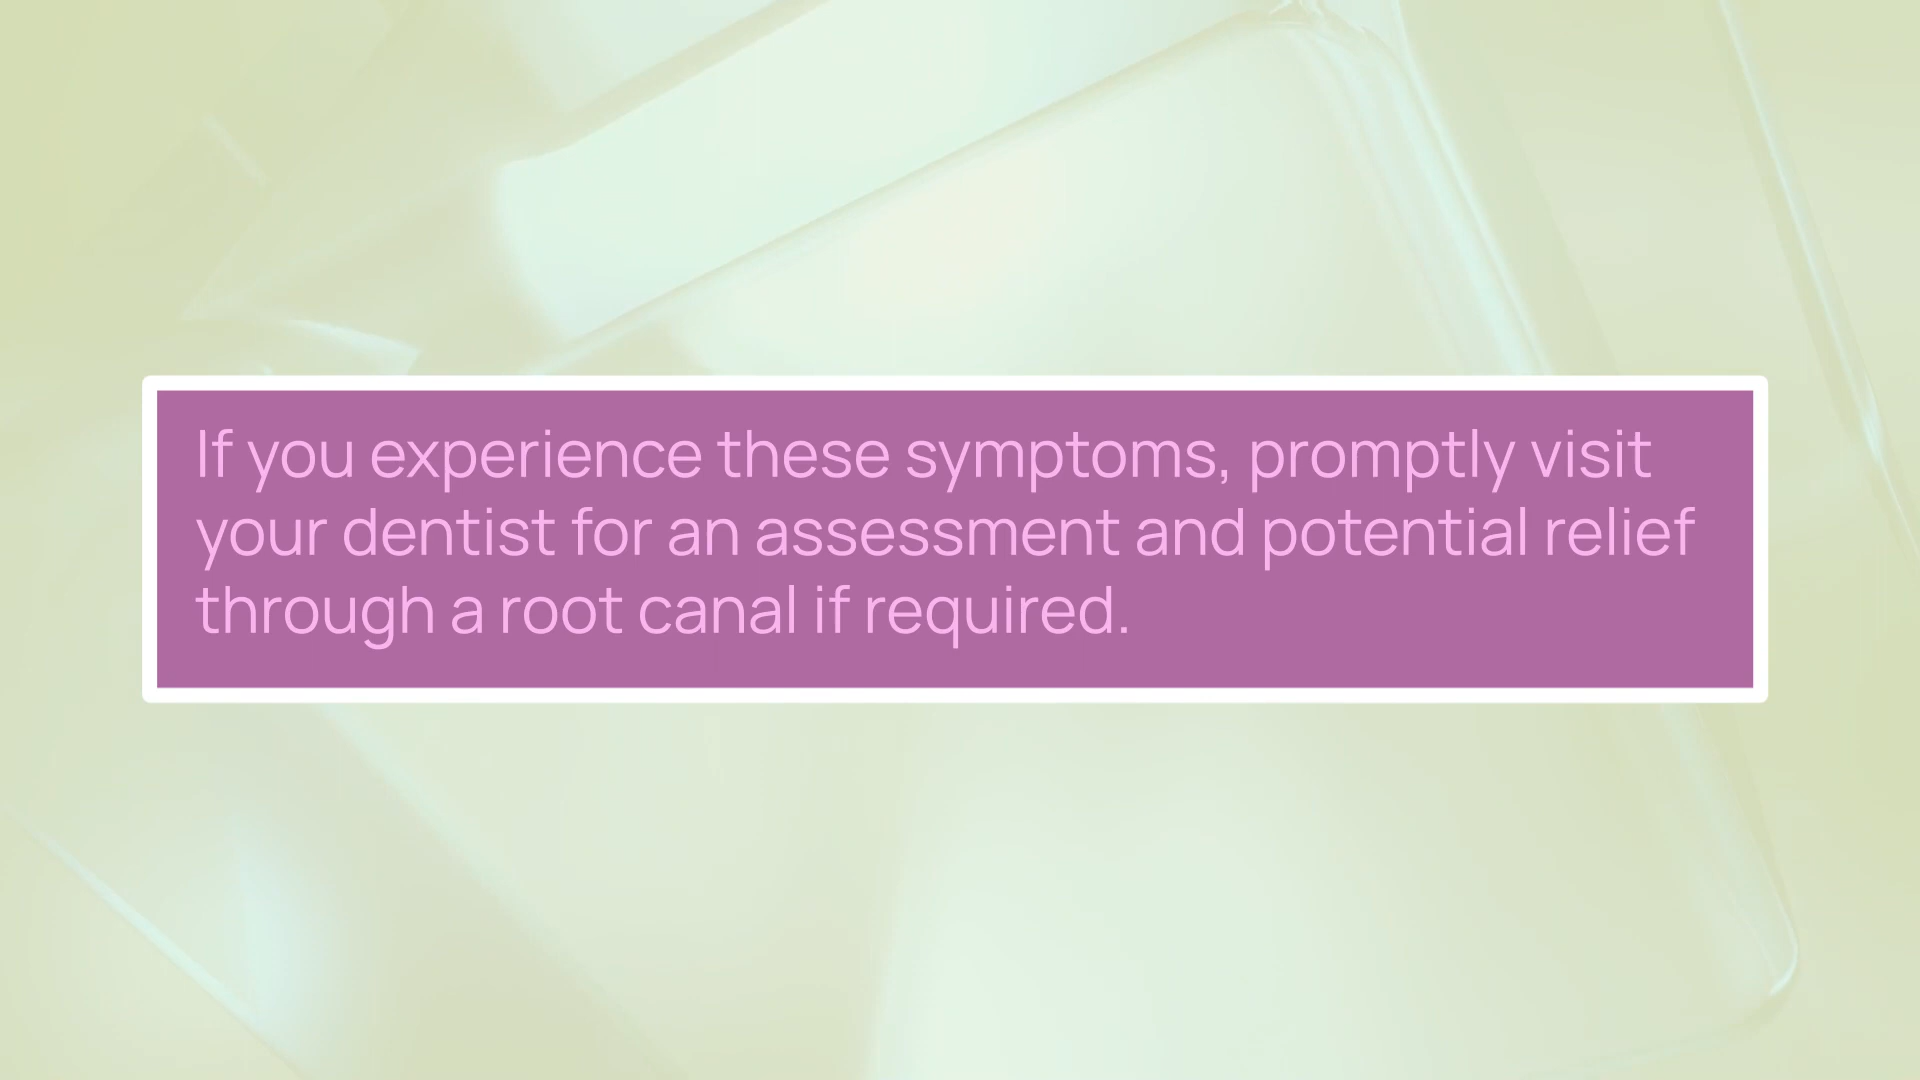 If you experience these symptoms, promptly visit
your dentist for an assessment and potential relief
through a root canal if required.